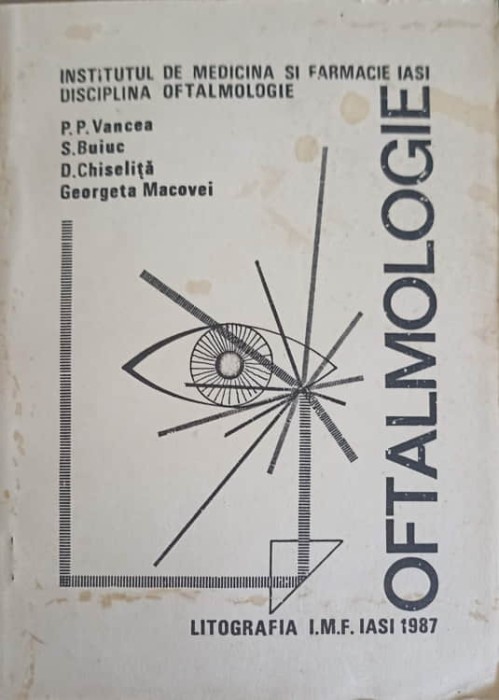 INSTITUTUL DE MEDICINA SI FARMACIE IASI
DISCIPLINA OFTALMOLOGIE
P.P.Vancea
S.Buiuc
D.Chiseliță
Georgeta Macovei
OFTALMOLOGIE
LITOGRAFIA I.M.F. IASI 1987